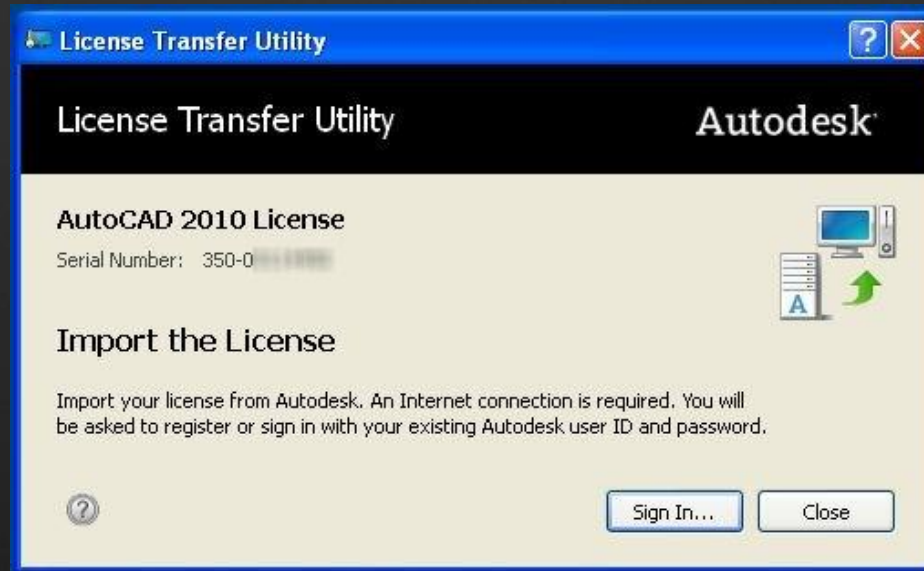 License Transfer Utility
License Transfer Utility
Autodesk
AutoCAD 2010 License
Serial Number: 350-0
Import the License
Import your license from Autodesk. An Internet connection is required. You will
be asked to register or sign in with your existing Autodesk user ID and password.
Sign In...
Close